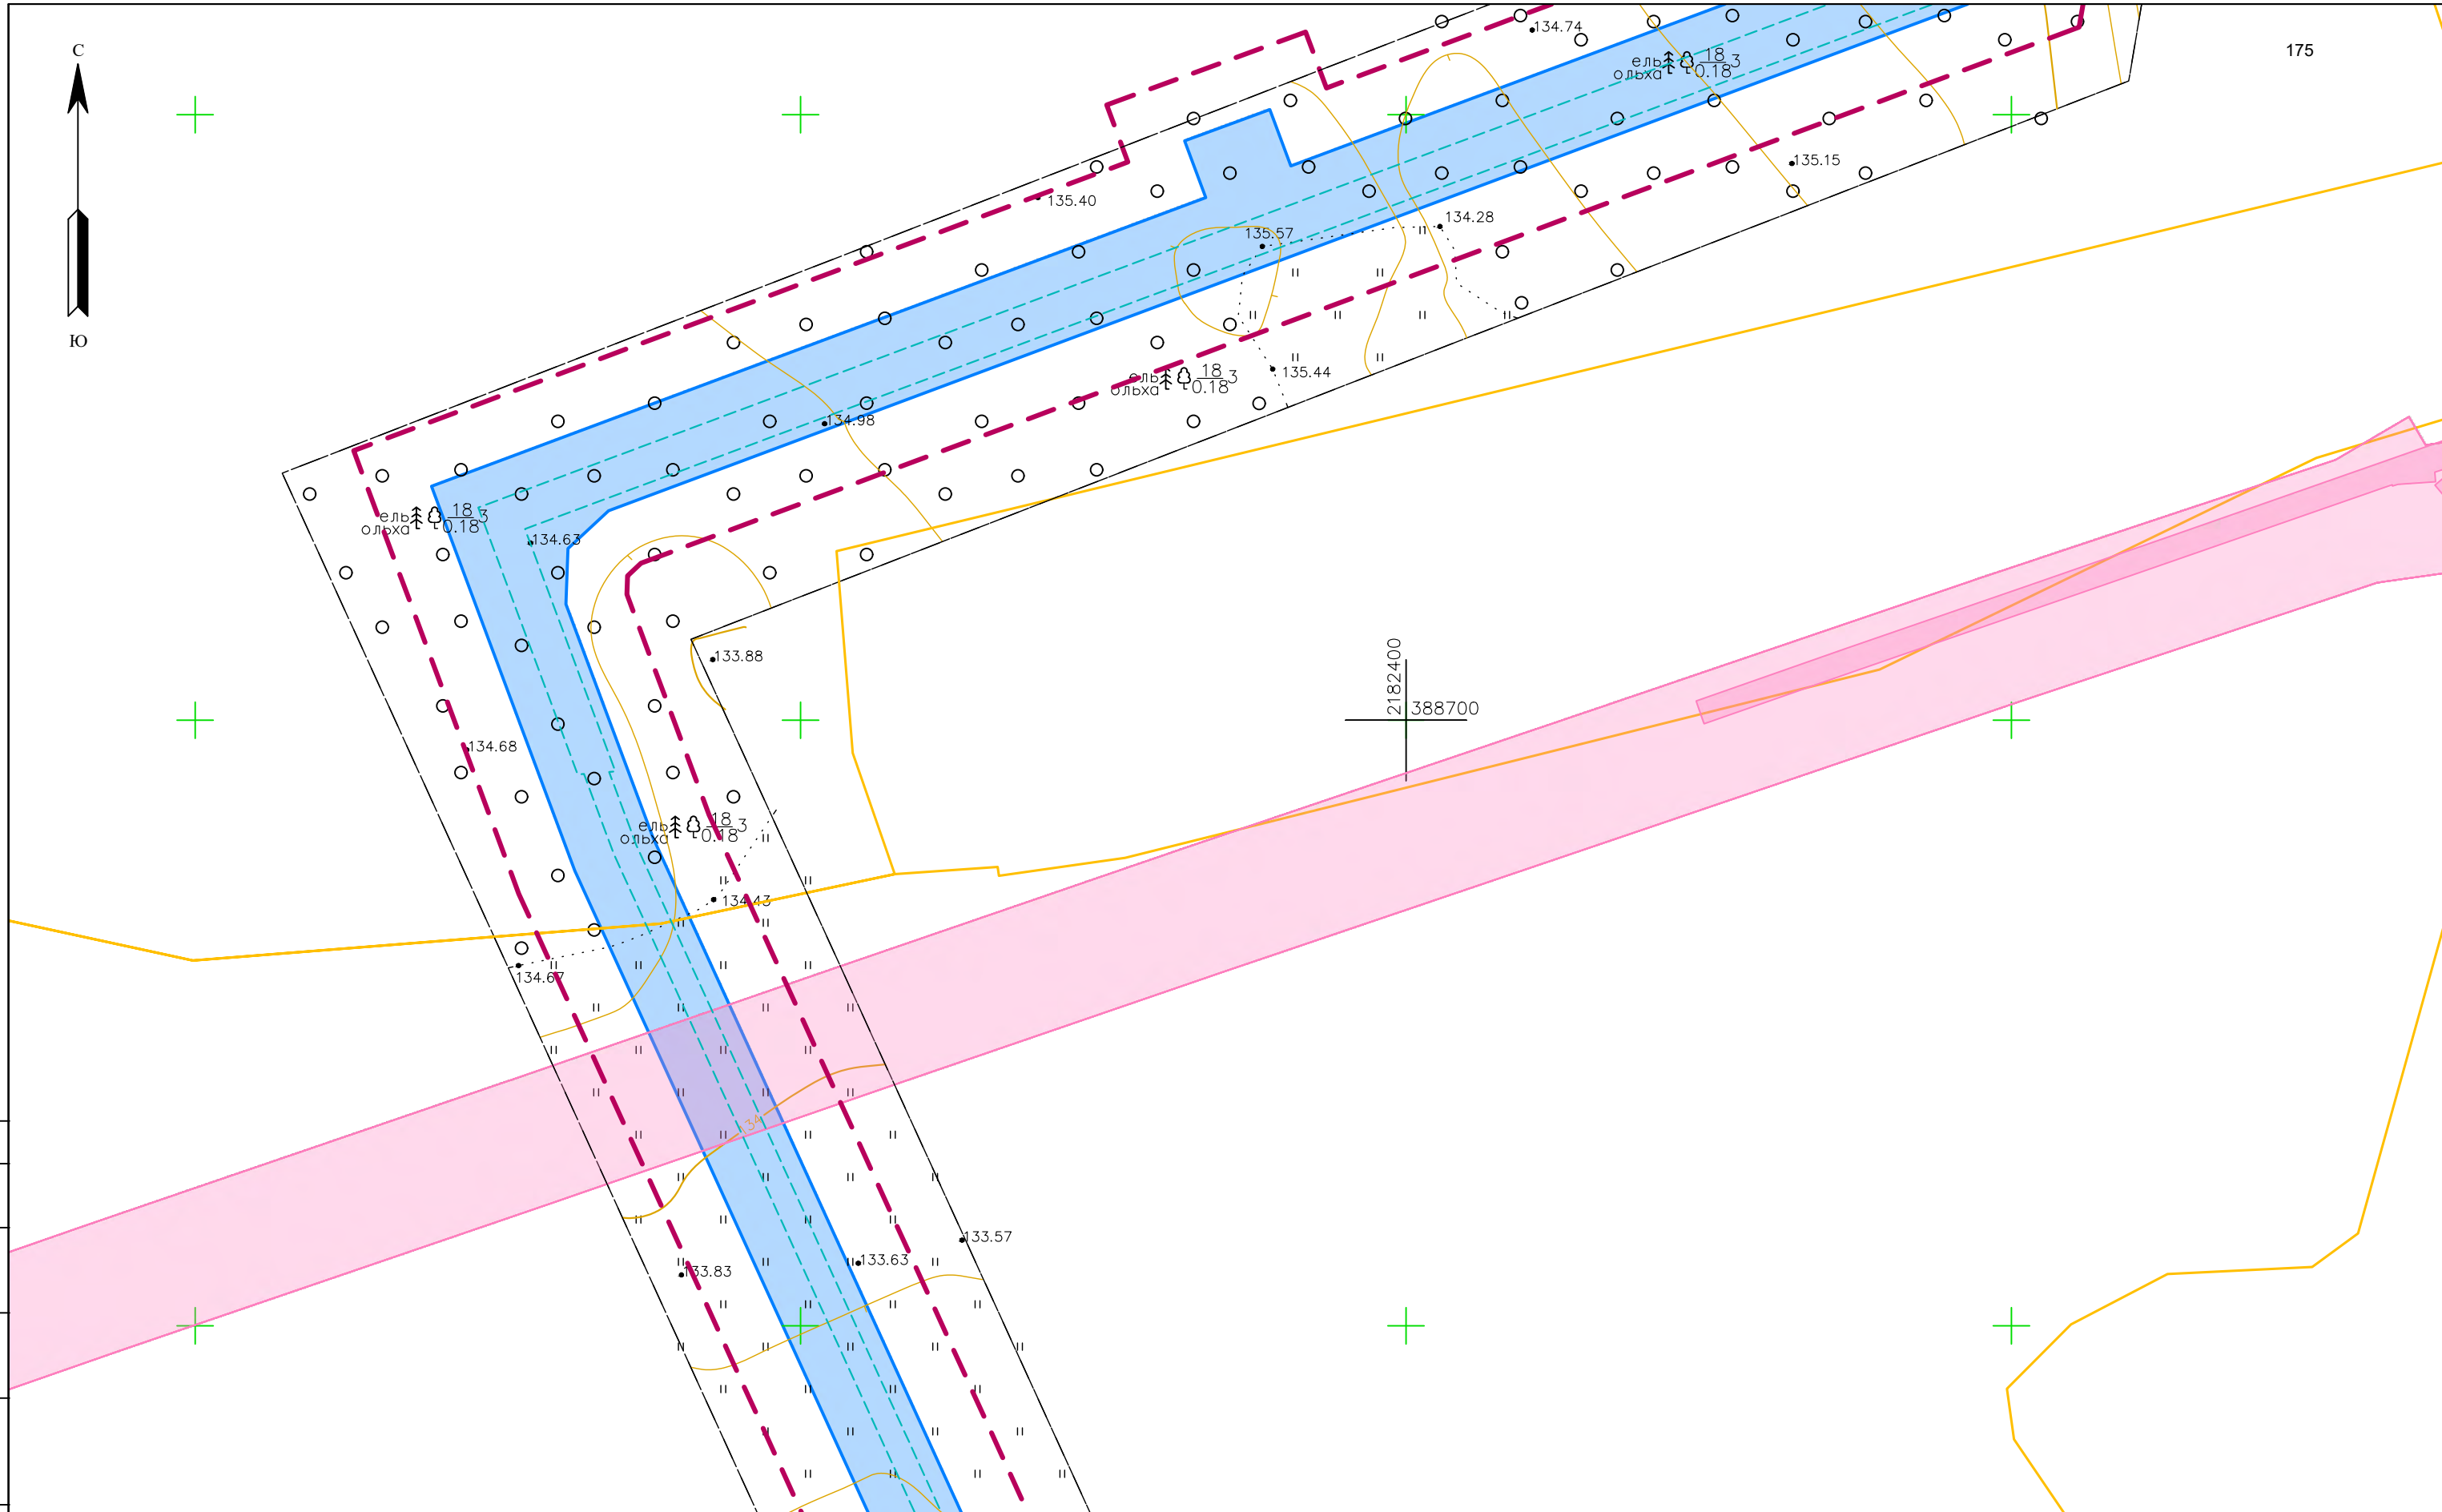 С
175
134.74
ель 18 3
ольха 0.18
135.15
135.40
134.28
135.57
135.44
ель 18 3
ольха 0.18
Ю
134.98
ель 18 3
ольха 0.18
134.63
133.88
2182400
388700
134.68
ель 18 3
ольха 0.18
134.43
134.67
134
133.57
133.63
133.83